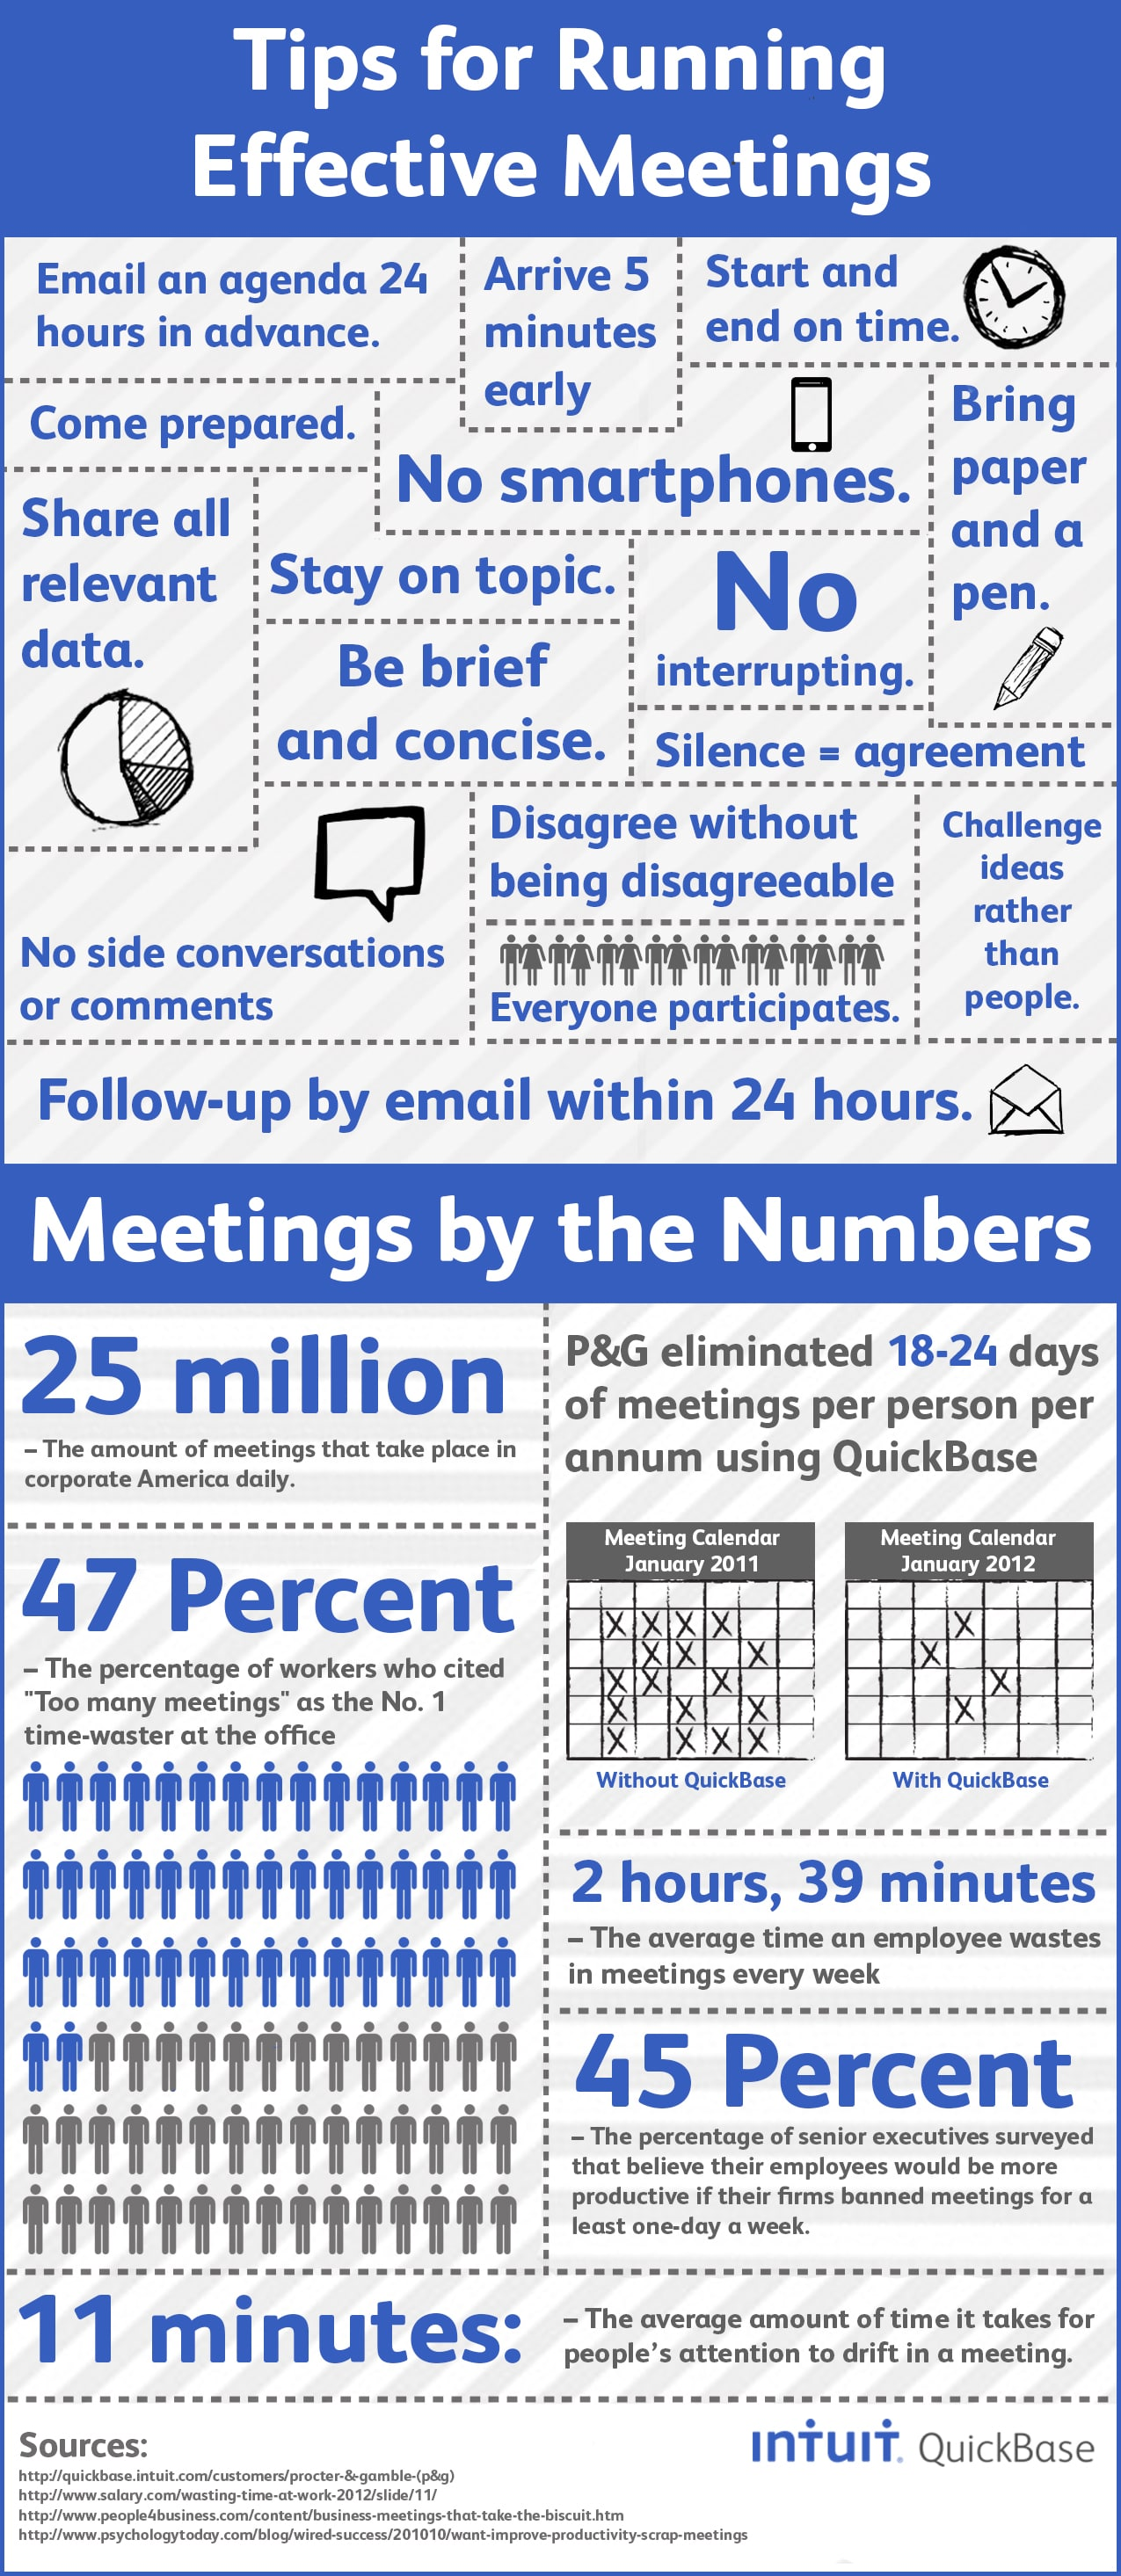 Tips for Running
Effective Meetings
Email an agenda 24
hours in advance.
Arrive 5
minutes
early
Start and
end on time.
Come prepared.
No smartphones.
Bring
paper
and a
pen.
Share all
relevant
data.
Stay on topic.
No
interrupting.
Be brief
and concise.
Silence = agreement
Disagree without
being disagreeable
Challenge
ideas
rather
than
people.
No side conversations
or comments
Everyone participates.
Follow-up by email within 24 hours.
Meetings by the Numbers
25 million
– The amount of meetings that take place in
corporate America daily.
47 Percent
– The percentage of workers who cited
"Too many meetings" as the No. 1
time-waster at the office
P&G eliminated 18-24 days
of meetings per person per
annum using QuickBase
Meeting Calendar
January 2011
X X X X
X X X
X X X
X X X
X X X X
Without QuickBase
Meeting Calendar
January 2012
X
X
X
X
With QuickBase
2 hours, 39 minutes
– The average time an employee wastes
in meetings every week
45 Percent
– The percentage of senior executives surveyed
that believe their employees would be more
productive if their firms banned meetings for a
least one-day a week.
11 minutes:
– The average amount of time it takes for
people’s attention to drift in a meeting.
Sources:
http://quickbase.intuit.com/customers/procter-&-gamble-(p&g)
http://www.salary.com/wasting-time-at-work-2012/slide/11/
http://www.people4business.com/content/business-meetings-that-take-the-biscuit.htm
http://www.psychologytoday.com/blog/wired-success/201010/want-improve-productivity-scrap-meetings
INTUIT. QuickBase